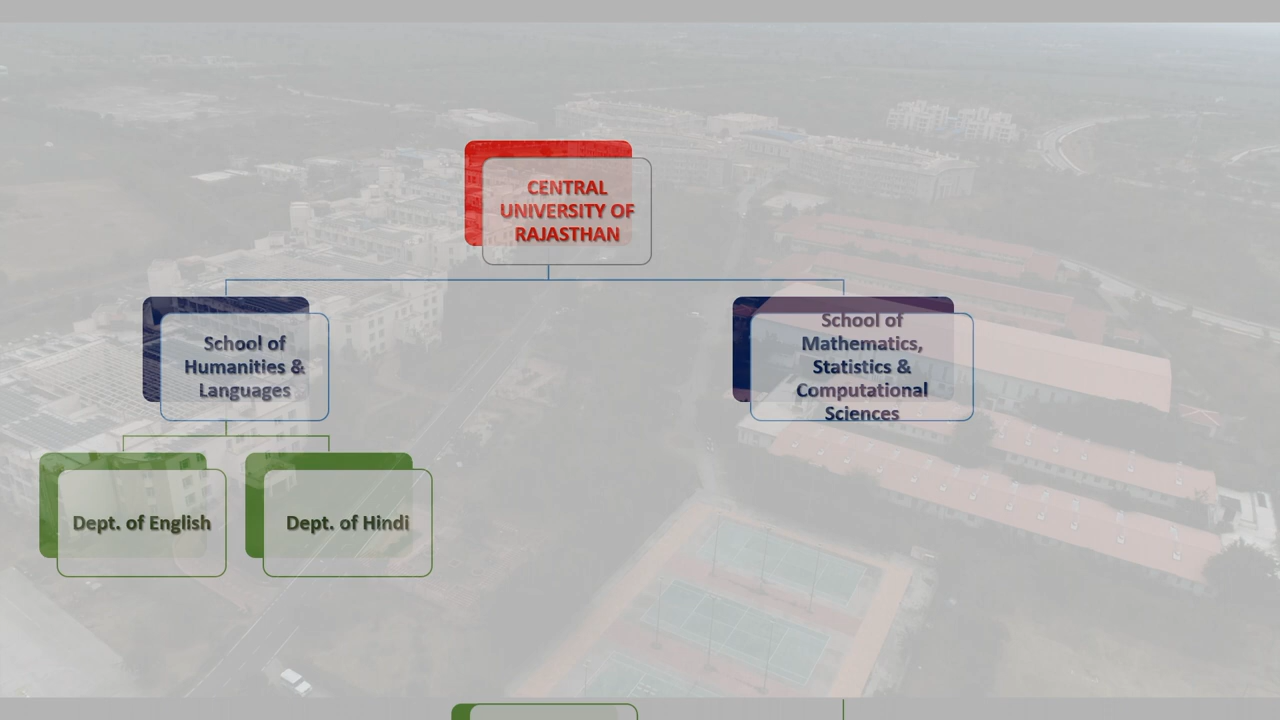 CENTRAL
UNIVERSITY OF
RAJASTHAN
School of
Humanities &
Languages
School of
Mathematics,
Statistics &
Computational
Sciences
Dept. of English
Dept. of Hindi